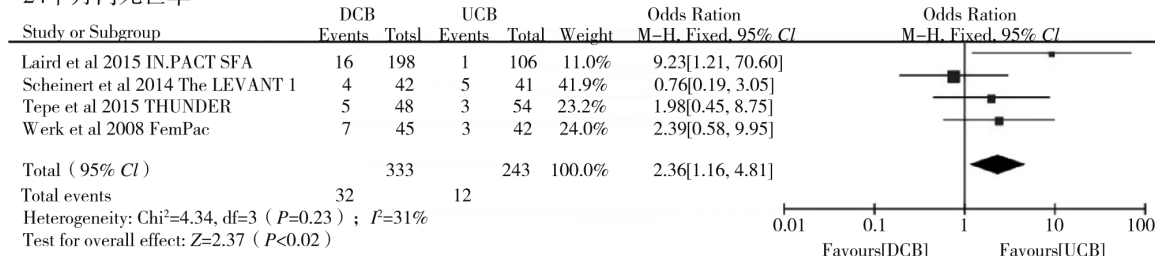 DCB UCB Odds Ration Odds Ration
Study or Subgroup Events Totsl Events Total Weight M-H, Fixed, 95% Cl M-H, Fixed, 95% Cl
Laird et al 2015 IN.PACT SFA 16 198 1 106 11.0% 9.23[1.21, 70.60]
Scheinert et al 2014 The LEVANT 1 4 42 5 41 41.9% 0.76[0.19, 3.05]
Tepe et al 2015 THUNDER 5 48 3 54 23.2% 1.98[0.45, 8.75]
Werk et al 2008 FemPac 7 45 3 42 24.0% 2.39[0.58, 9.95]
Total（95% Cl） 333 243 100.0% 2.36[1.16, 4.81]
Total events 32 12
Heterogeneity: Chi²=4.34, df=3（P=0.23）; I²=31%
Test for overall effect: Z=2.37（P<0.02）
0.01 0.1 1 10 100
Favours[DCB] Favours[UCB]